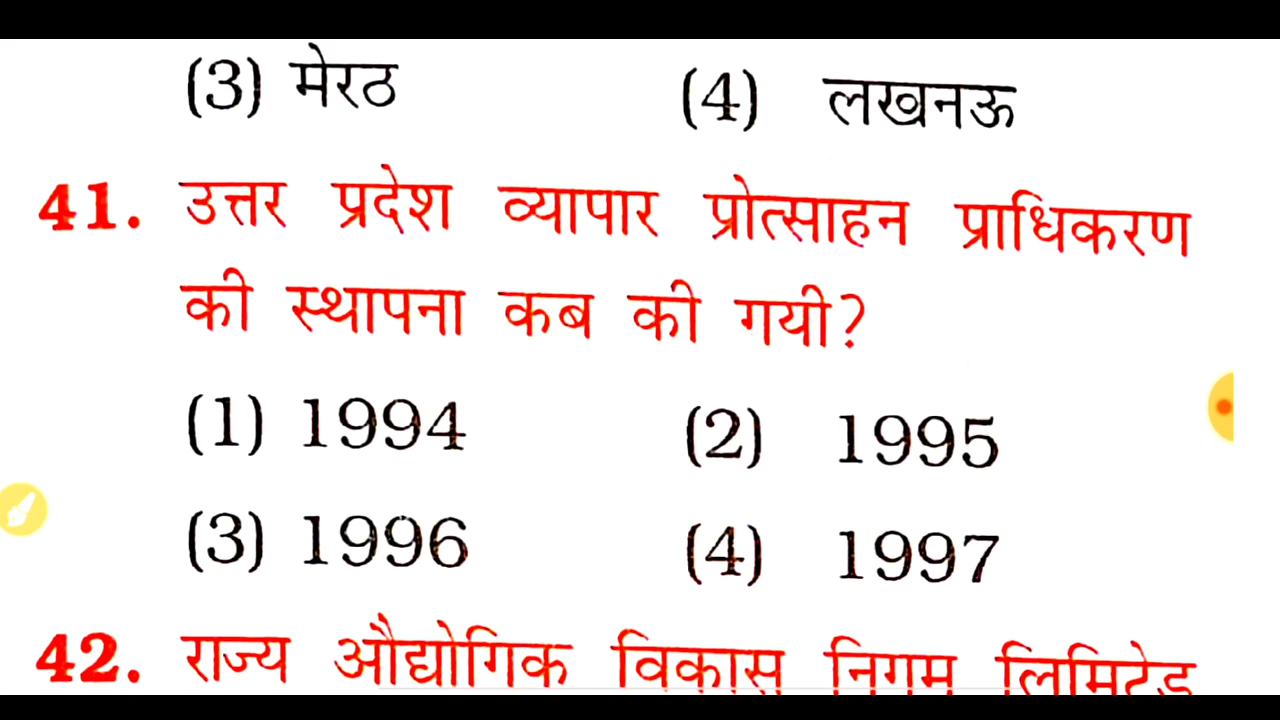 (3) मेरठ (4) लखनऊ
41. उत्तर प्रदेश व्यापार प्रोत्साहन प्राधिकरण
की स्थापना कब की गयी?
(1) 1994 (2) 1995
(3) 1996 (4) 1997
42. राज्य औद्योगिक विकास निगम लिमिटेड